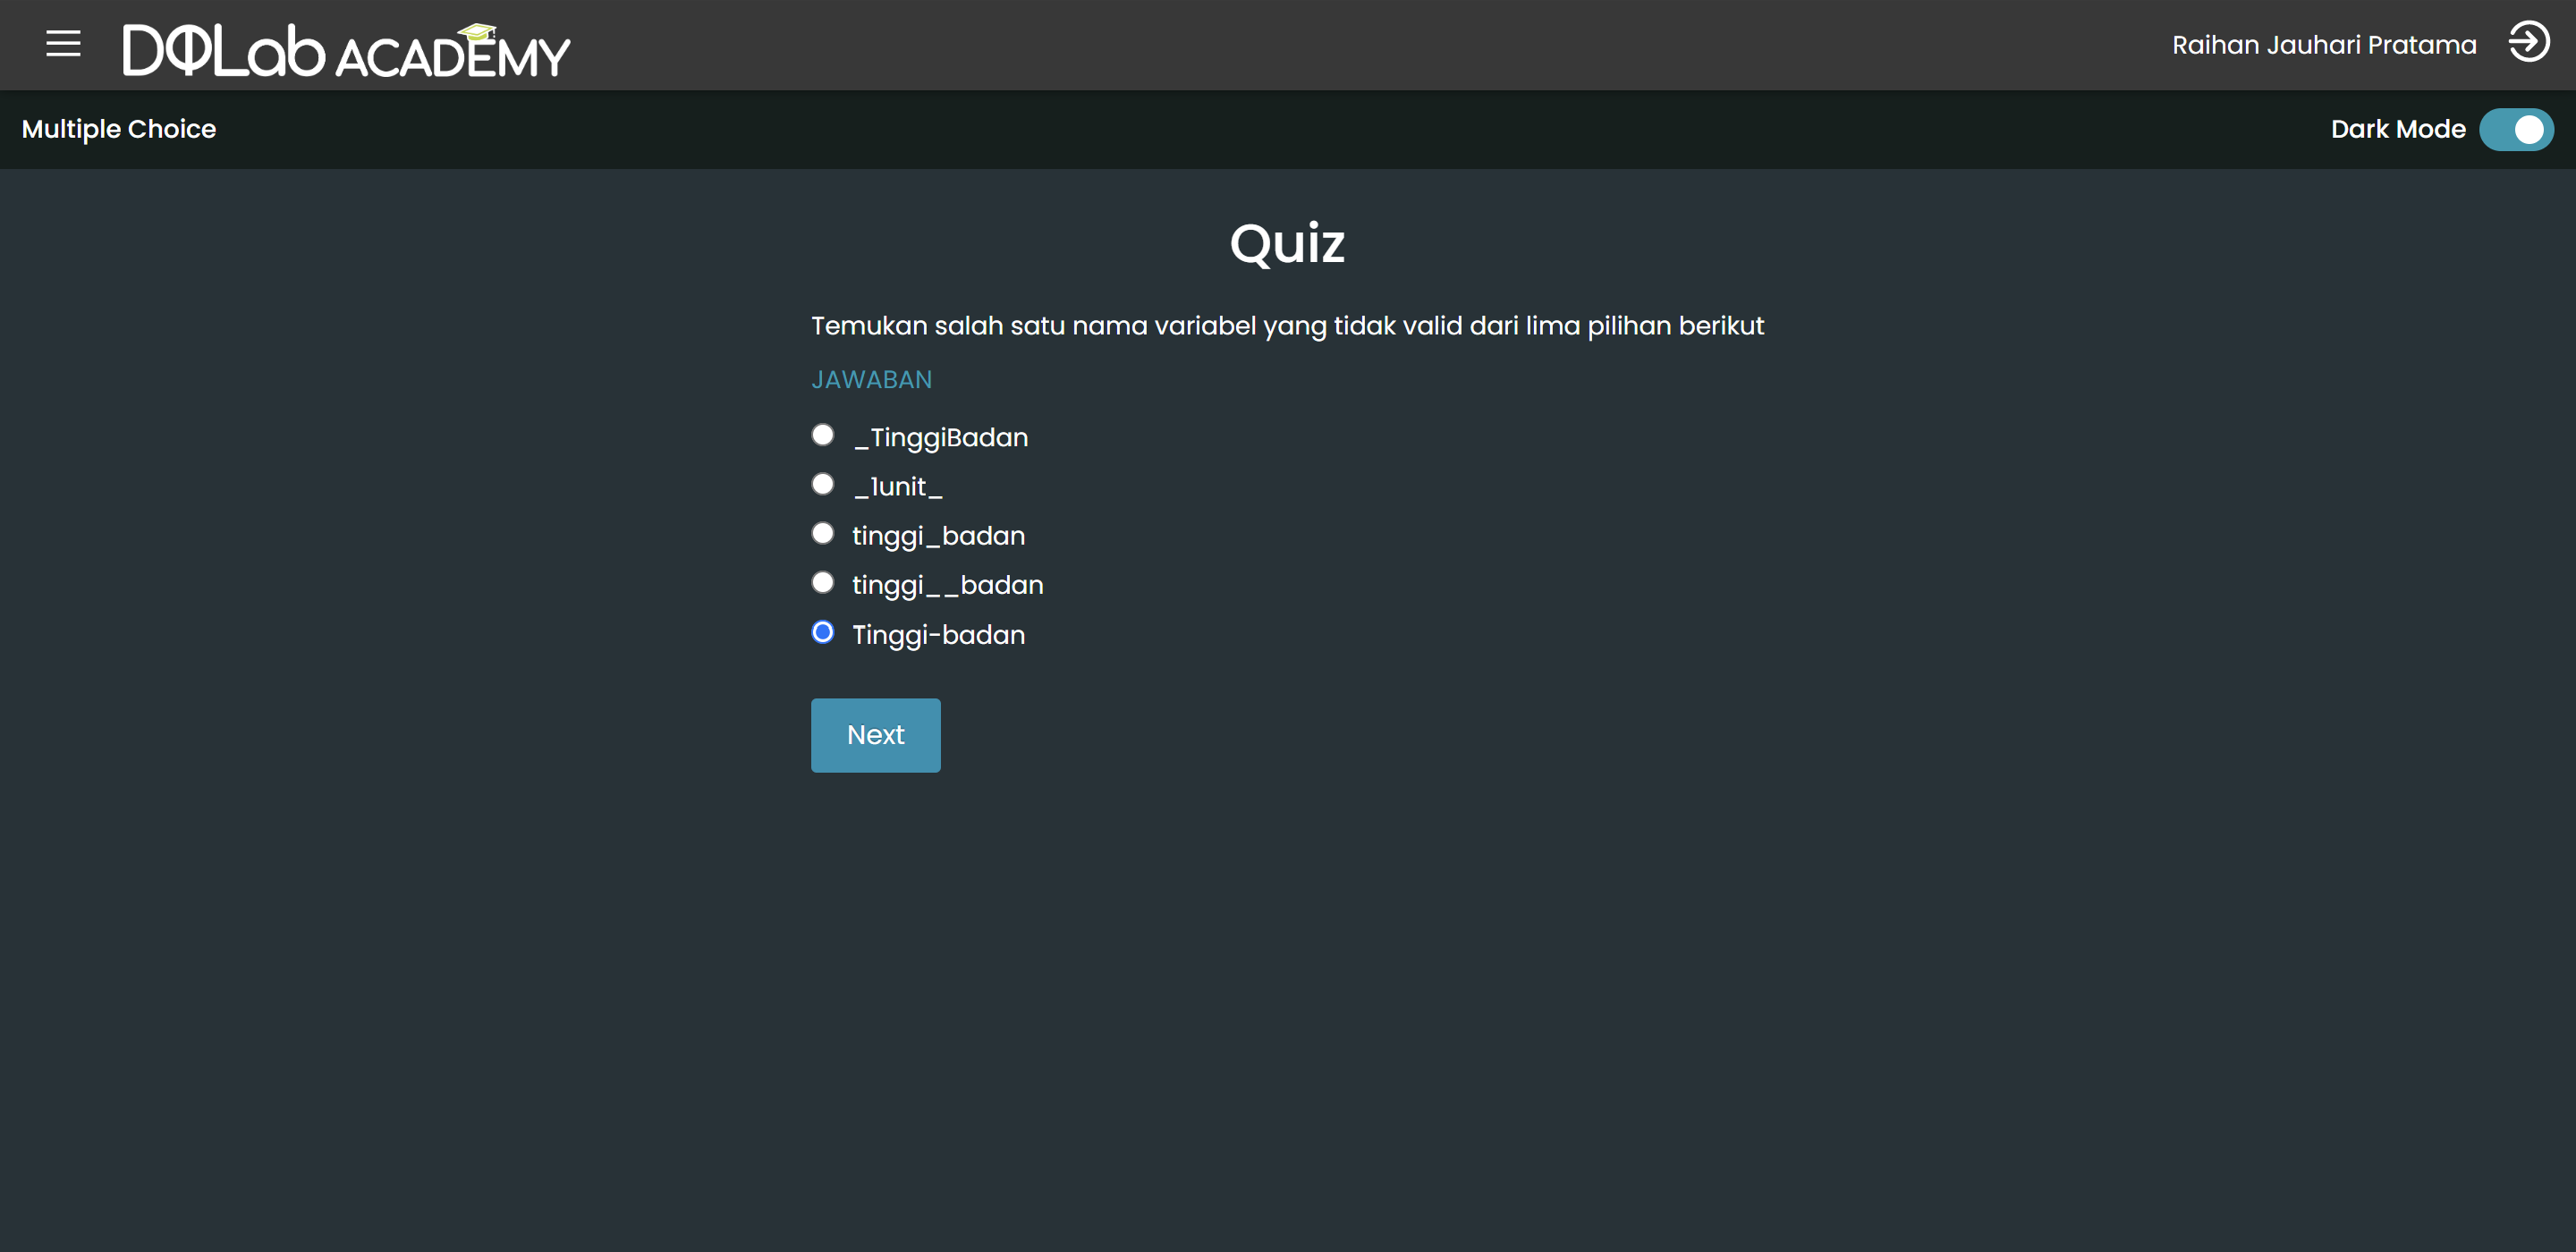 DQLab ACADEMY
Raihan Jauhari Pratama
Multiple Choice
Dark Mode
Quiz
Temukan salah satu nama variabel yang tidak valid dari lima pilihan berikut
JAWABAN
_TinggiBadan
_1unit_
tinggi_badan
tinggi__badan
Tinggi-badan
Next